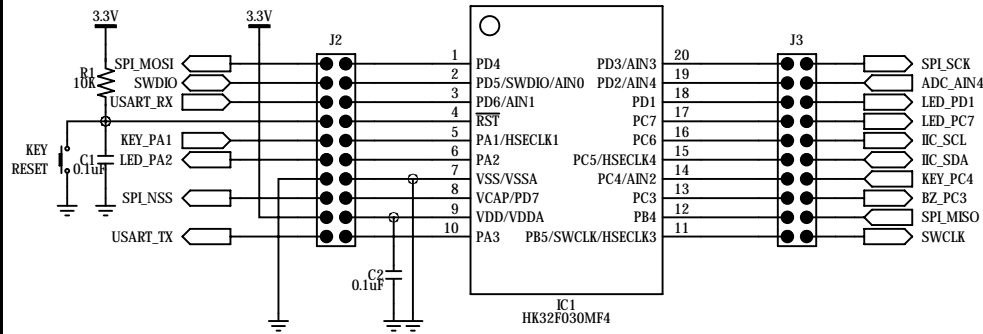 3.3V
3.3V
J2
J3
R1
10K
KEY
RESET
C1
0.1uF
C2
0.1uF
SPI_MOSI
SWDIO
USART_RX
KEY_PA1
LED_PA2
SPI_NSS
USART_TX
1 PD4
2 PD5/SWDIO/AIN0
3 PD6/AIN1
4 RST
5 PA1/HSECLK1
6 PA2
7 VSS/VSSA
8 VCAP/PD7
9 VDD/VDDA
10 PA3
PD3/AIN3 20
PD2/AIN4 19
PD1 18
PC7 17
PC6 16
PC5/HSECLK4 15
PC4/AIN2 14
PC3 13
PB4 12
PB5/SWCLK/HSECLK3 11
SPI_SCK
ADC_AIN4
LED_PD1
LED_PC7
IIC_SCL
IIC_SDA
KEY_PC4
BZ_PC3
SPI_MISO
SWCLK
IC1
HK32F030MF4